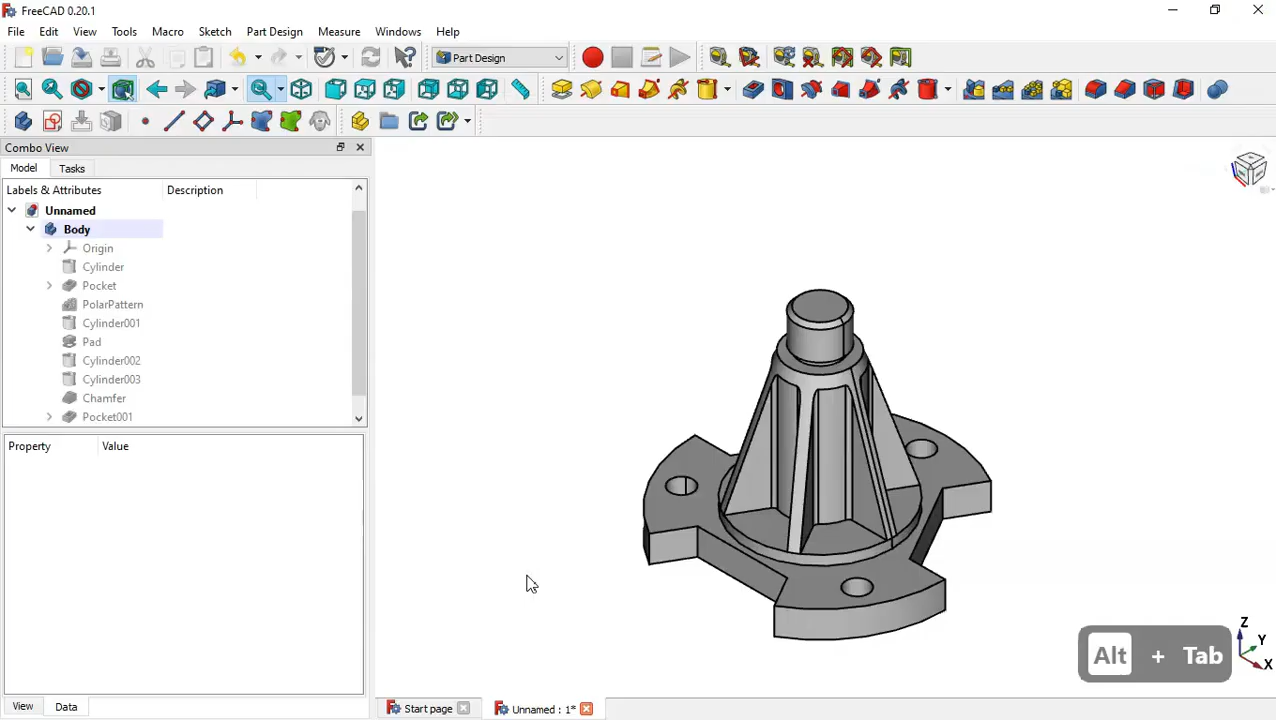 FreeCAD 0.20.1
File Edit View Tools Macro Sketch Part Design Measure Windows Help
Part Design
Combo View
Model Tasks
Labels & Attributes Description
Unnamed
Body
Origin
Cylinder
Pocket
PolarPattern
Cylinder001
Pad
Cylinder002
Cylinder003
Chamfer
Pocket001
Property Value
View Data
Start page Unnamed : 1*
Alt + Tab
Z
Y
X